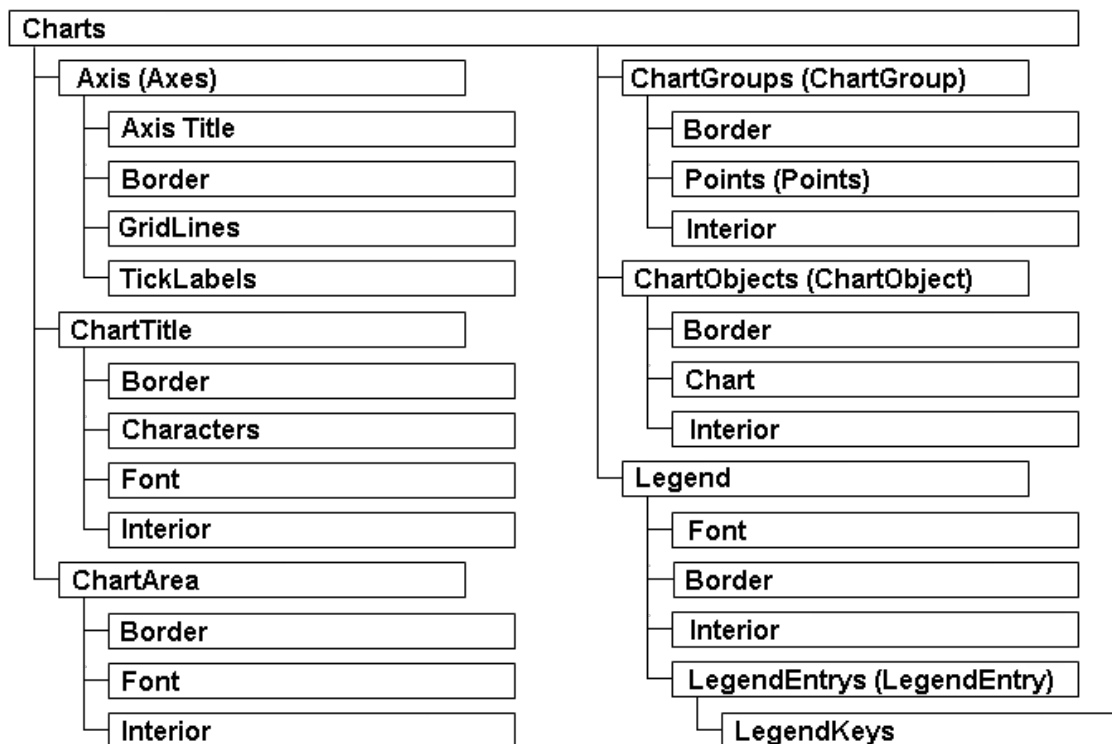 Charts
Axis (Axes)
Axis Title
Border
GridLines
TickLabels
ChartTitle
Border
Characters
Font
Interior
ChartArea
Border
Font
Interior
ChartGroups (ChartGroup)
Border
Points (Points)
Interior
ChartObjects (ChartObject)
Border
Chart
Interior
Legend
Font
Border
Interior
LegendEntrys (LegendEntry)
LegendKeys